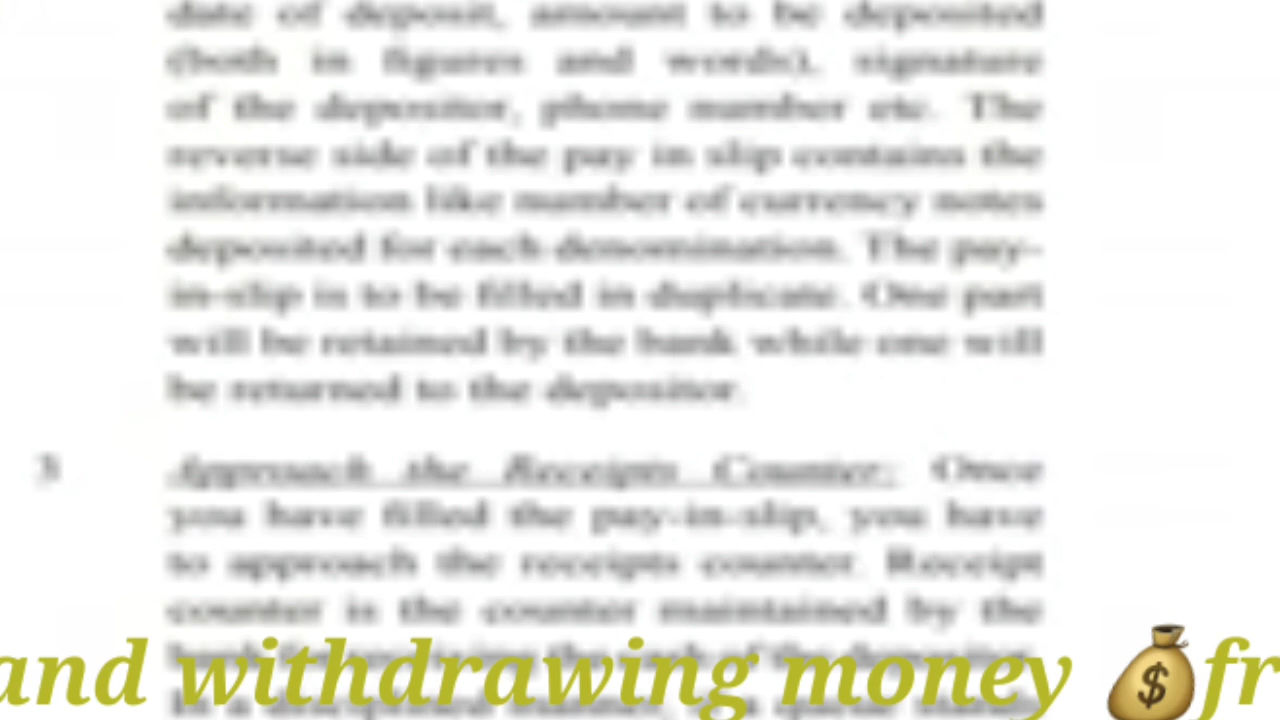 date of deposit, amount to be deposited
(both in figures and words), signature
of the depositor, phone number etc. The
reverse side of the pay in slip contains the
information like number of currency notes
deposited for each denomination. The pay-
in-slip is to be filled in duplicate. One part
will be retained by the bank while one will
be returned to the depositor.
3 Approach the Receipts Counter: Once
you have filled the pay-in-slip, you have
to approach the receipts counter. Receipt
counter is the counter maintained by the
and withdrawing money 💰fr